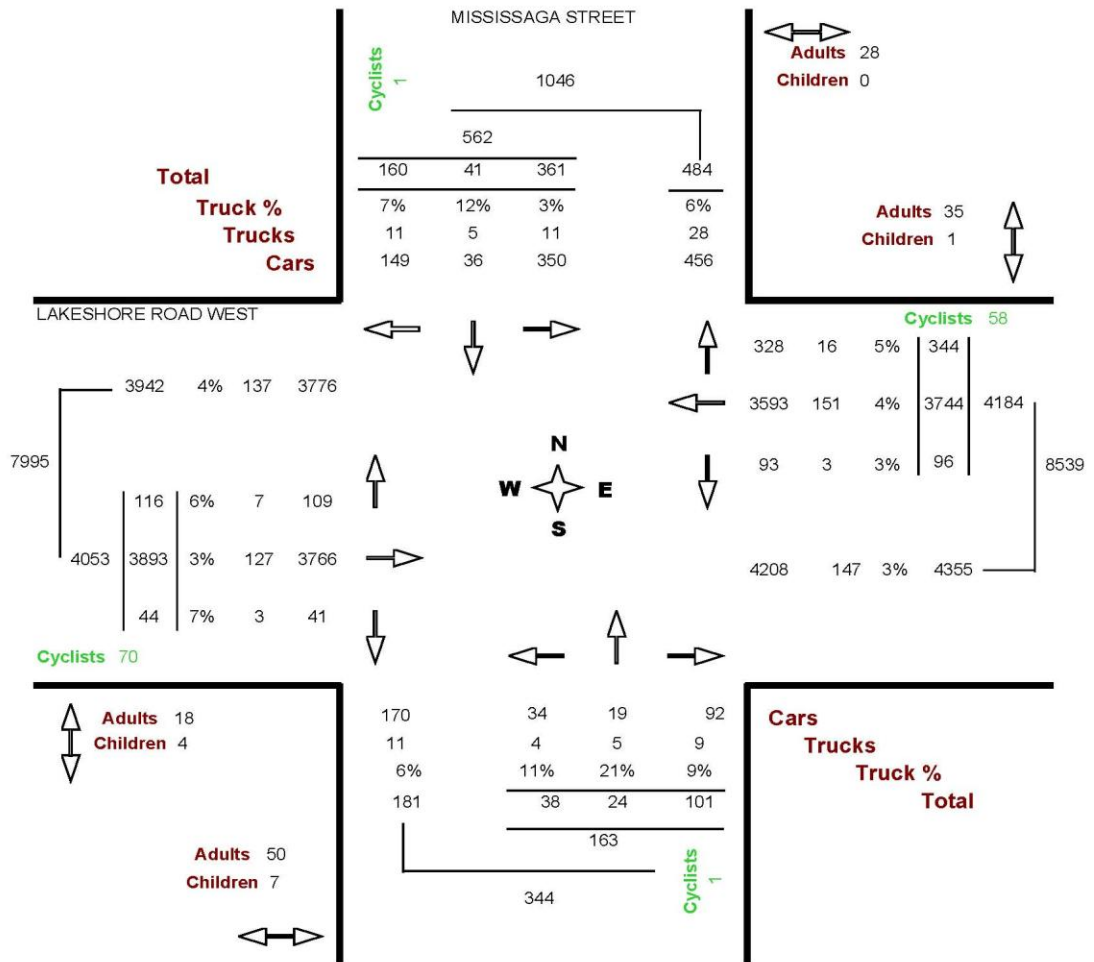 MISSISSAGA STREET
Cyclists 1
1046
Adults 28
Children 0
562
Total 160 41 361 484
Truck % 7% 12% 3% 6%
Trucks 11 5 11 28
Cars 149 36 350 456
Adults 35
Children 1
LAKESHORE ROAD WEST
Cyclists 58
328 16 5% 344
3942 4% 137 3776
3593 151 4% 3744 4184
7995
93 3 3% 96
8539
N
W E
S
116 6% 7 109
4053 3893 3% 127 3766
4208 147 3% 4355
44 7% 3 41
Cyclists 70
Adults 18
Children 4
170 34 19 92 Cars
11 4 5 9 Trucks
6% 11% 21% 9% Truck %
181 38 24 101 Total
163
Adults 50
Children 7
344
Cyclists 1